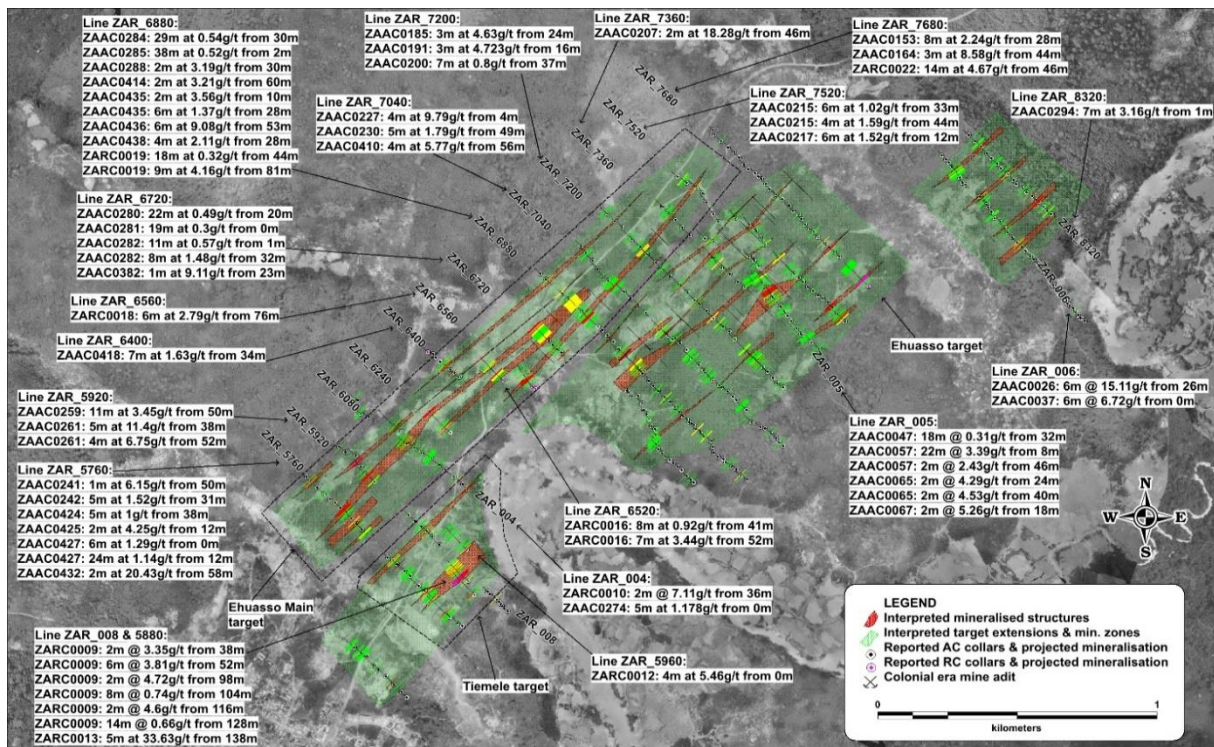 Line ZAR_6880:
ZAAC0284: 29m at 0.54g/t from 30m
ZAAC0285: 38m at 0.52g/t from 2m
ZAAC0288: 2m at 3.19g/t from 30m
ZAAC0414: 2m at 3.21g/t from 60m
ZAAC0435: 2m at 3.56g/t from 10m
ZAAC0435: 6m at 1.37g/t from 28m
ZAAC0436: 6m at 9.08g/t from 53m
ZAAC0438: 4m at 2.11g/t from 28m
ZARC0019: 18m at 0.32g/t from 44m
ZARC0019: 9m at 4.16g/t from 81m
Line ZAR_7200:
ZAAC0185: 3m at 4.63g/t from 24m
ZAAC0191: 3m at 4.723g/t from 16m
ZAAC0200: 7m at 0.8g/t from 37m
Line ZAR_7360:
ZAAC0207: 2m at 18.28g/t from 46m
Line ZAR_7680:
ZAAC0153: 8m at 2.24g/t from 28m
ZAAC0164: 3m at 8.58g/t from 44m
ZARC0022: 14m at 4.67g/t from 46m
Line ZAR_7040:
ZAAC0227: 4m at 9.79g/t from 4m
ZAAC0230: 5m at 1.79g/t from 49m
ZAAC0410: 4m at 5.77g/t from 56m
Line ZAR_7520:
ZAAC0215: 6m at 1.02g/t from 33m
ZAAC0215: 4m at 1.59g/t from 44m
ZAAC0217: 6m at 1.52g/t from 12m
Line ZAR_8320:
ZAAC0294: 7m at 3.16g/t from 1m
Line ZAR_6720:
ZAAC0280: 22m at 0.49g/t from 20m
ZAAC0281: 19m at 0.3g/t from 0m
ZAAC0282: 11m at 0.57g/t from 1m
ZAAC0282: 8m at 1.48g/t from 32m
ZAAC0382: 1m at 9.11g/t from 23m
Line ZAR_6560:
ZARC0018: 6m 2.79g/t from 76m
Line ZAR_6400:
ZAAC0418: 7m at 1.63g/t from 34m
ZAR_7680
ZAR_7520
ZAR_7360
ZAR_7200
ZAR_7040
ZAR_6880
ZAR_6720
ZAR_6560
ZAR_6400
ZAR_6240
ZAR_6080
ZAR_5920
ZAR_5760
ZAR_8320
ZAR_006
ZAR_005
ZAR_004
ZAR_008
Ehuasso target
Line ZAR_006:
ZAAC0026: 6m @ 15.11g/t from 26m
ZAAC0037: 6m @ 6.72g/t from 0m
Line ZAR_5920:
ZAAC0259: 11m at 3.45g/t from 50m
ZAAC0261: 5m at 11.4g/t from 38m
ZAAC0261: 4m at 6.75g/t from 52m
Line ZAR_005:
ZAAC0047: 18m @ 0.31g/t from 32m
ZAAC0057: 22m @ 3.39g/t from 8m
ZAAC0057: 2m @ 2.43g/t from 46m
ZAAC0065: 2m @ 4.29g/t from 24m
ZAAC0065: 2m @ 4.53g/t from 40m
ZAAC0067: 2m @ 5.26g/t from 18m
Line ZAR_5760:
ZAAC0241: 1m at 6.15g/t from 50m
ZAAC0242: 5m at 1.52g/t from 31m
ZAAC0424: 5m at 1g/t from 38m
ZAAC0425: 2m at 4.25g/t from 12m
ZAAC0427: 6m at 1.29g/t from 0m
ZAAC0427: 24m at 1.14g/t from 12m
ZAAC0432: 2m at 20.43g/t from 58m
Line ZAR_6520:
ZARC0016: 8m at 0.92g/t from 41m
ZARC0016: 7m at 3.44g/t from 52m
Line ZAR_004:
ZARC0010: 2m @ 7.11g/t from 36m
ZAAC0274: 5m at 1.178g/t from 0m
Ehuasso Main
target
Line ZAR_008 & 5880:
ZARC0009: 2m @ 3.35g/t from 38m
ZARC0009: 6m @ 3.81g/t from 52m
ZARC0009: 2m @ 4.72g/t from 98m
ZARC0009: 8m @ 0.74g/t from 104m
ZARC0009: 2m @ 4.6g/t from 116m
ZARC0009: 14m @ 0.66g/t from 128m
ZARC0013: 5m at 33.63g/t from 138m
Tiemele target
Line ZAR_5960:
ZARC0012: 4m at 5.46g/t from 0m
N
W
E
S
LEGEND
Interpreted mineralised structures
Interpreted target extensions & min. zones
Reported AC collars & projected mineralisation
Reported RC collars & projected mineralisation
Colonial era mine adit
0
1
kilometers